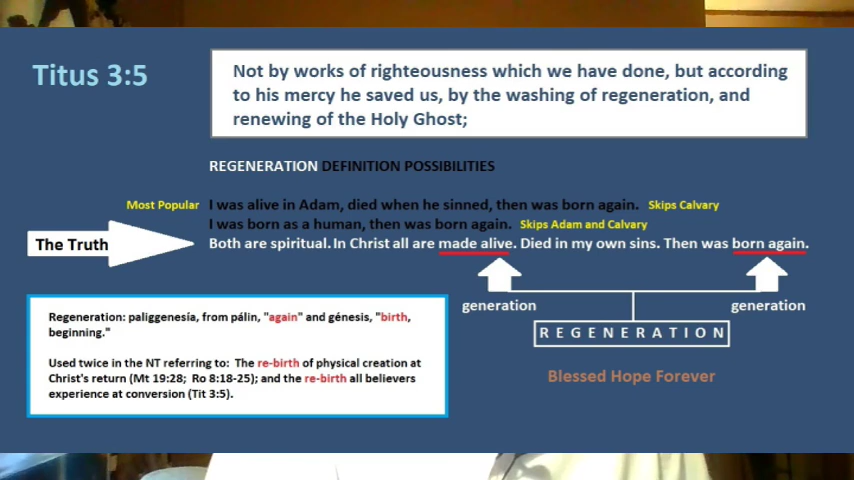 Titus 3:5
Not by works of righteousness which we have done, but according
to his mercy he saved us, by the washing of regeneration, and
renewing of the Holy Ghost;
REGENERATION DEFINITION POSSIBILITIES
Most Popular I was alive in Adam, died when he sinned, then was born again. Skips Calvary
I was born as a human, then was born again. Skips Adam and Calvary
The Truth Both are spiritual. In Christ all are made alive. Died in my own sins. Then was born again.
generation generation
REGENERATION
Blessed Hope Forever
Regeneration: paliggenesía, from pálin, "again" and génesis, "birth,
beginning."
Used twice in the NT referring to: The re-birth of physical creation at
Christ's return (Mt 19:28; Ro 8:18-25); and the re-birth all believers
experience at conversion (Tit 3:5).